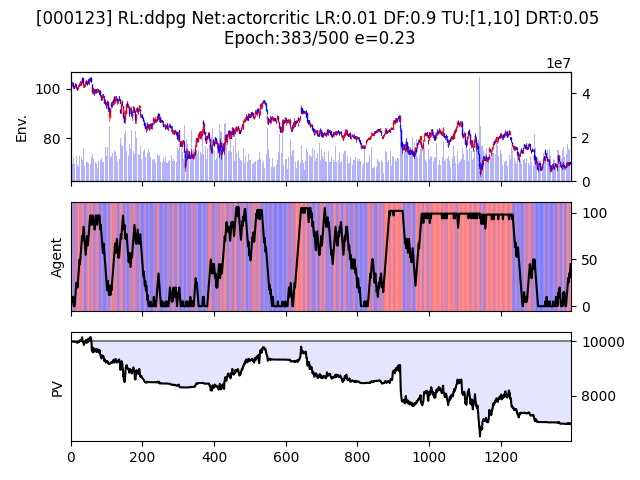 [000123] RL:ddpg Net:actorcritic LR:0.01 DF:0.9 TU:[1,10] DRT:0.05
Epoch:383/500 e=0.23
1e7
100
80
Env.
4
2
0
Agent
100
50
0
PV
10000
8000
0 200 400 600 800 1000 1200